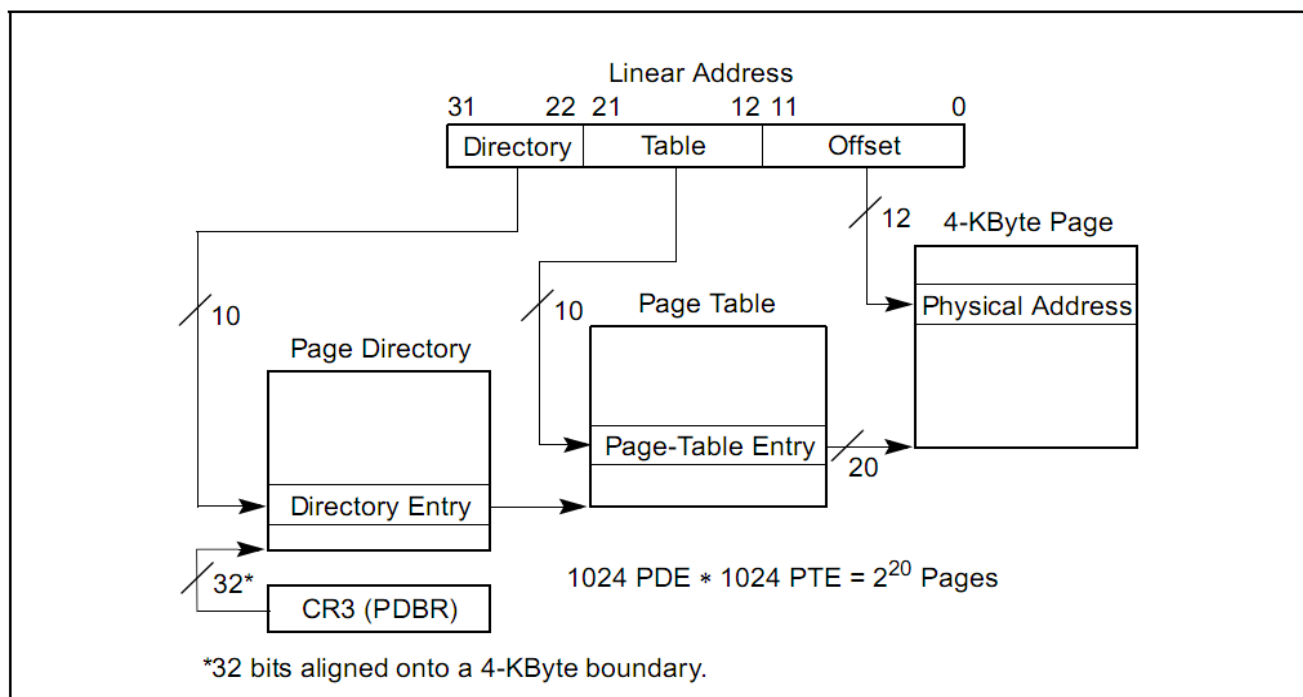 Linear Address
31 22 21 12 11 0
Directory Table Offset
12
4-KByte Page
10
10
Page Table
Physical Address
Page Directory
Page-Table Entry
20
Directory Entry
32*
1024 PDE * 1024 PTE = 2^20 Pages
CR3 (PDBR)
*32 bits aligned onto a 4-KByte boundary.